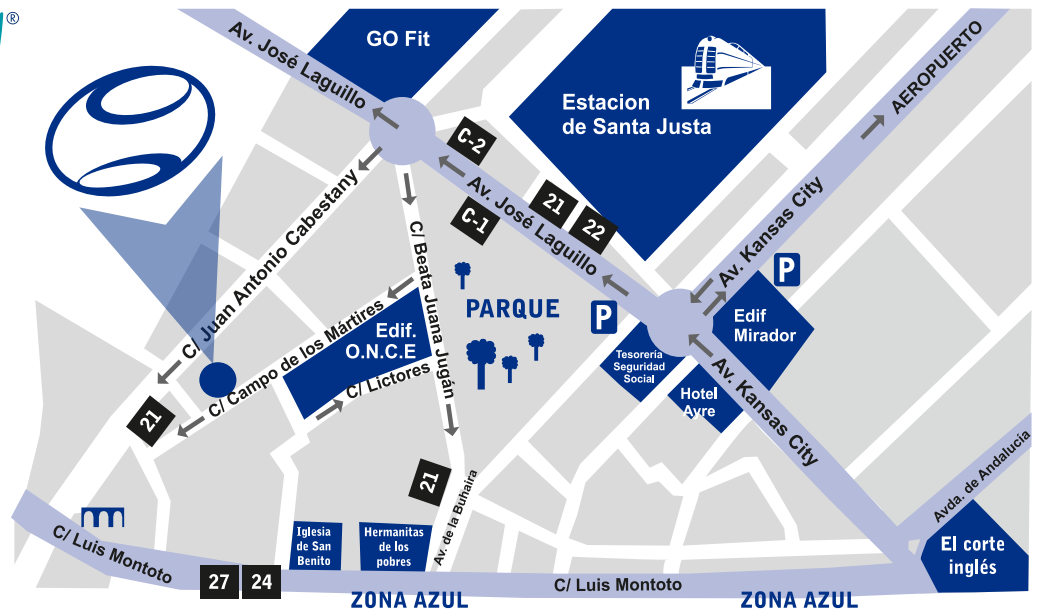 ®
GO Fit
Av. José Laguillo
Estacion
de Santa Justa
AEROPUERTO
C-2
C-1
Av. José Laguillo
21
22
Av. Kansas City
P
C/ Juan Antonio Cabestany
C/ Beata Juana Jugán
PARQUE
P
Edif
Mirador
C/ Campo de los Mártires
Edif.
O.N.C.E
C/ Lictores
Tesorería
Seguridad
Social
Hotel
Ayre
Av. Kansas City
21
21
Av. de la Buhaira
Avda. de Andalucía
C/ Luis Montoto
Iglesia
de San
Benito
Hermanitas
de los
pobres
El corte
inglés
27
24
C/ Luis Montoto
ZONA AZUL
ZONA AZUL